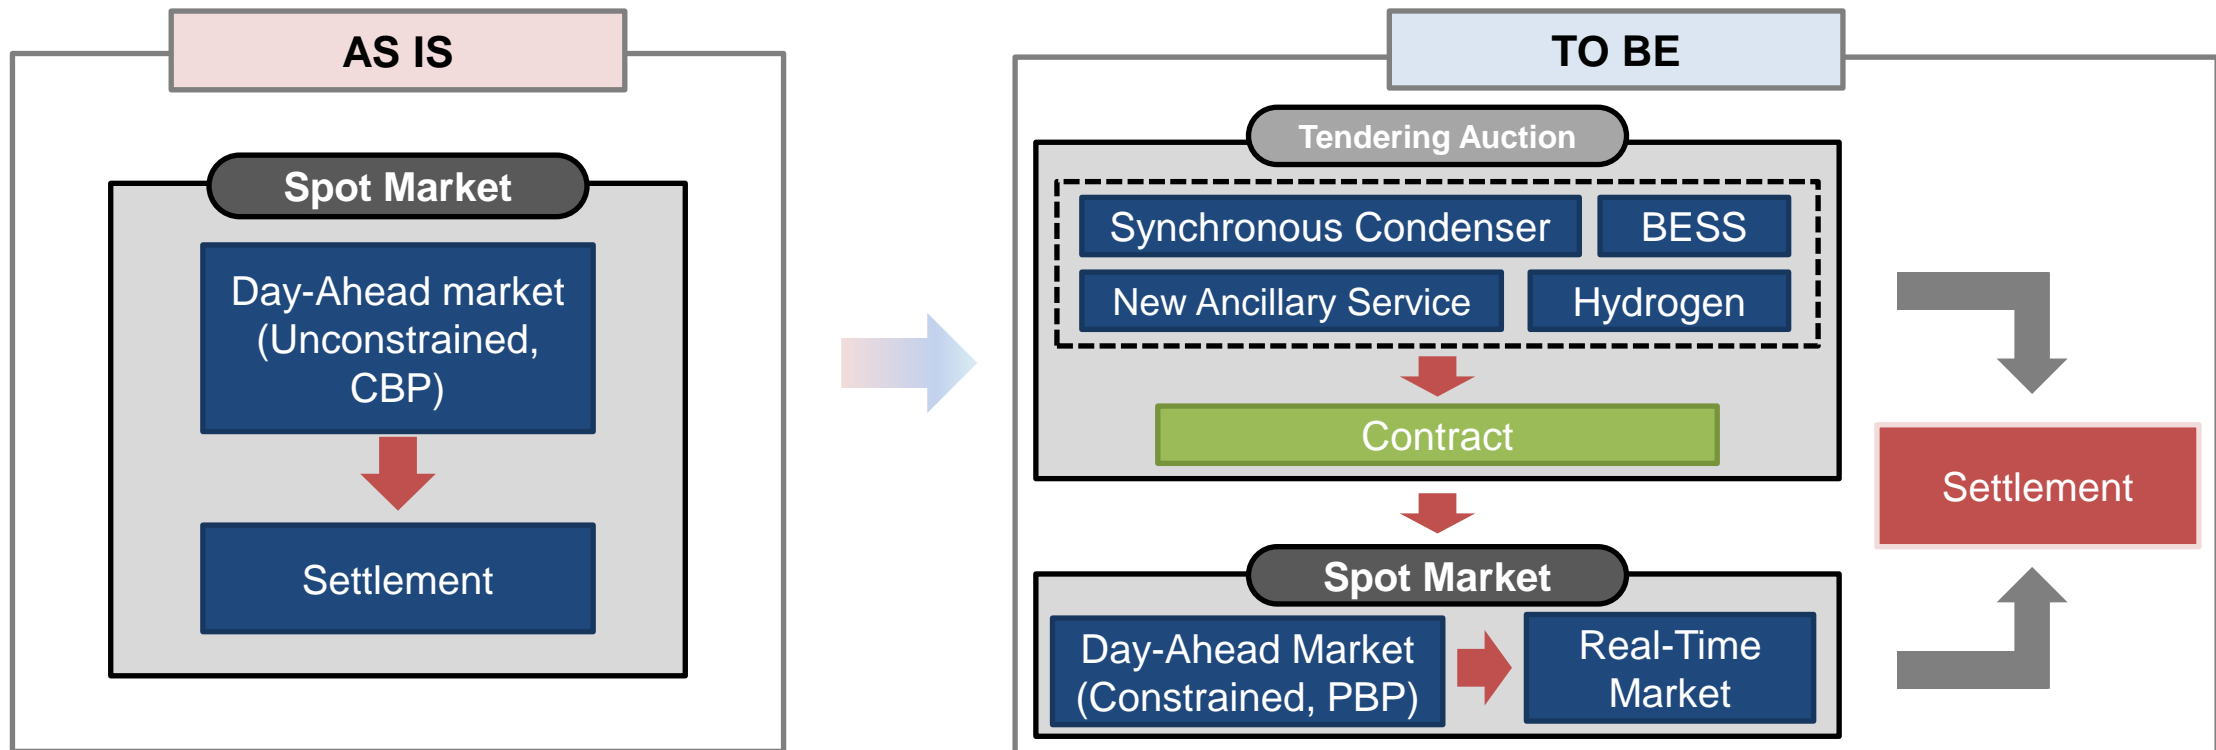 AS IS
Spot Market
Day-Ahead market
(Unconstrained,
CBP)
Settlement
TO BE
Tendering Auction
Synchronous Condenser
BESS
New Ancillary Service
Hydrogen
Contract
Spot Market
Day-Ahead Market
(Constrained, PBP)
Real-Time
Market
Settlement